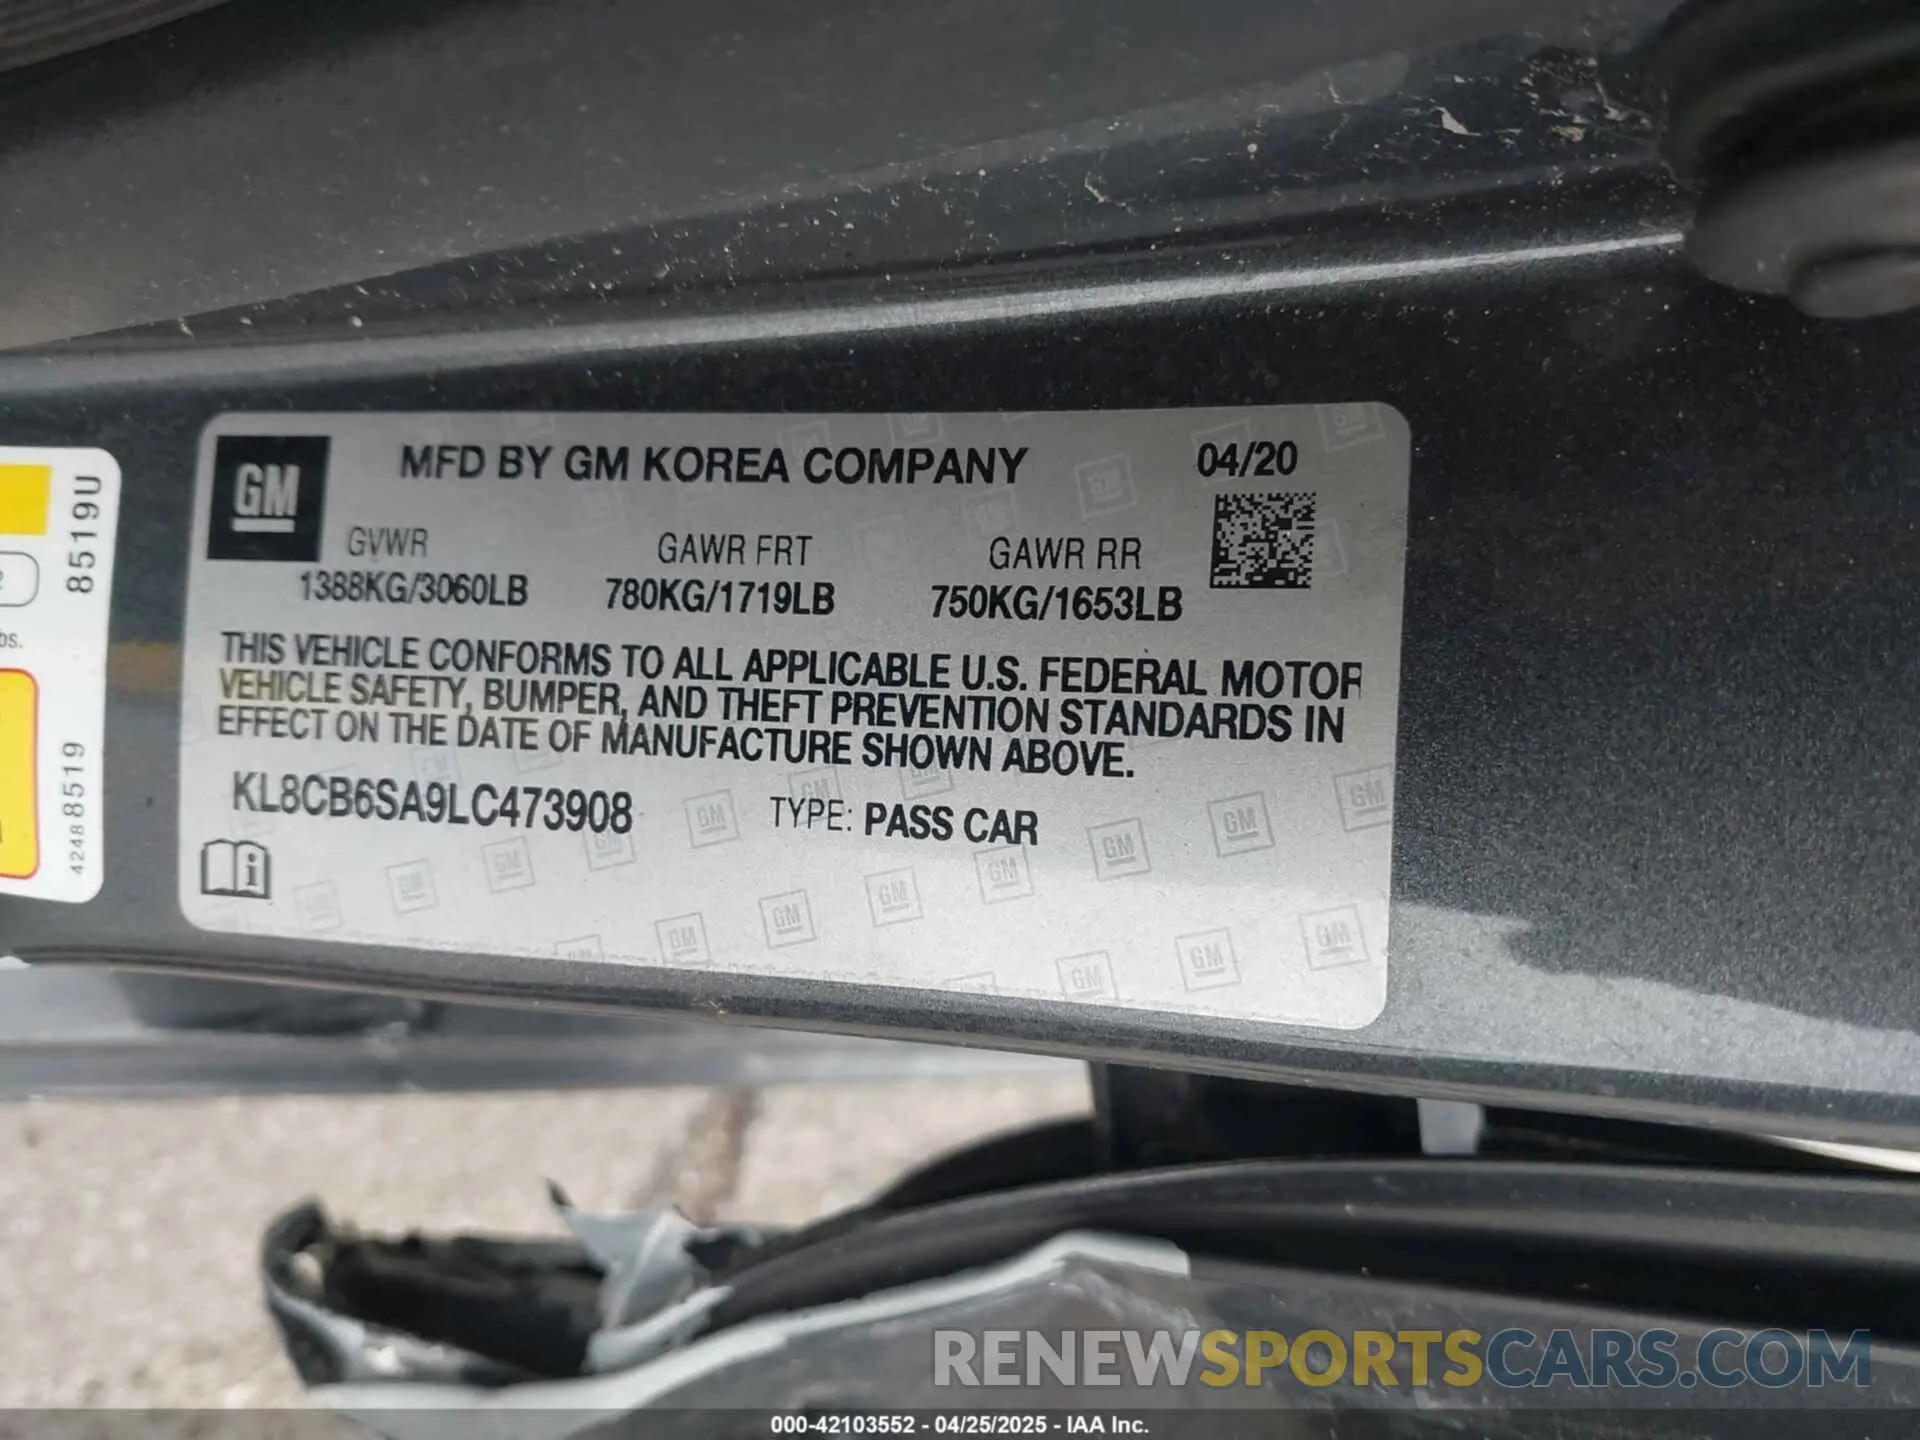 GM
MFD BY GM KOREA COMPANY
04/20
GVWR
GAWR FRT
GAWR RR
1388KG/3060LB
780KG/1719LB
750KG/1653LB
THIS VEHICLE CONFORMS TO ALL APPLICABLE U.S. FEDERAL MOTOR
VEHICLE SAFETY, BUMPER, AND THEFT PREVENTION STANDARDS IN
EFFECT ON THE DATE OF MANUFACTURE SHOWN ABOVE.
KL8CB6SA9LC473908
TYPE: PASS CAR
85519U
42488519
RENEWSPORTSCARS.COM
000-42103552 - 04/25/2025 - IAA Inc.